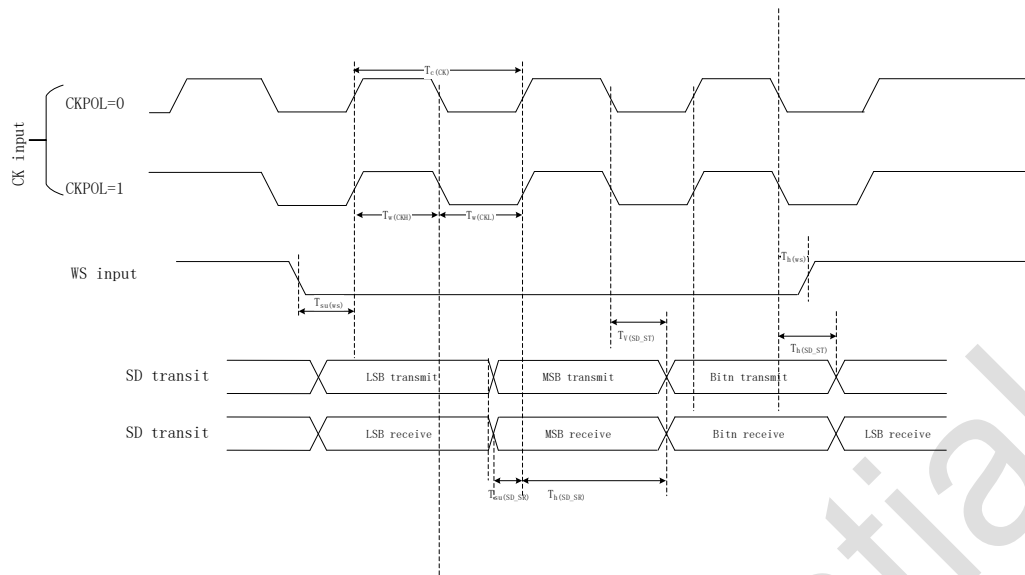 Tc(CK)
CKPOL=0
CK input
CKPOL=1
Tw(CKH) Tw(CKL)
WS input
Th(ws)
Tsu(ws)
TV(SD_ST)
Th(SD_ST)
SD transit LSB transmit MSB transmit Bitn transmit
SD transit LSB receive MSB receive Bitn receive LSB receive
Tsu(SD_SR) Th(SD_SR)